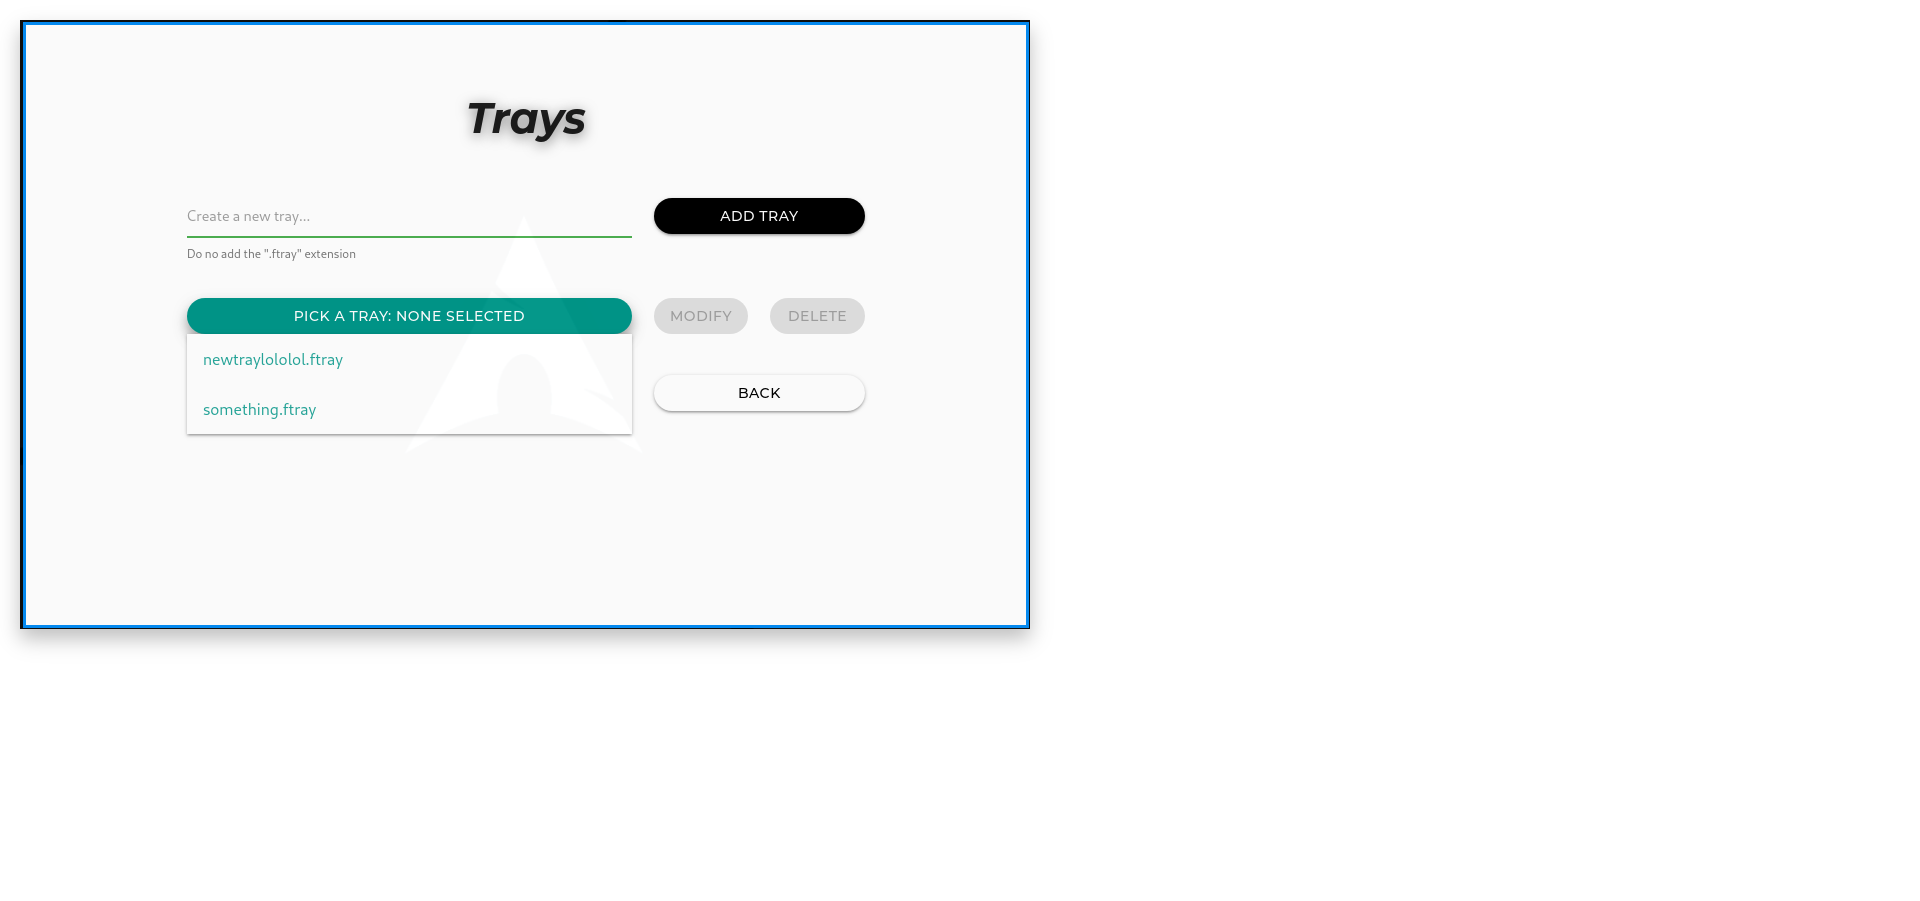 Trays
Create a new tray...
ADD TRAY
Do no add the ".ftray" extension
PICK A TRAY: NONE SELECTED
MODIFY
DELETE
newtraylololol.ftray
BACK
something.ftray